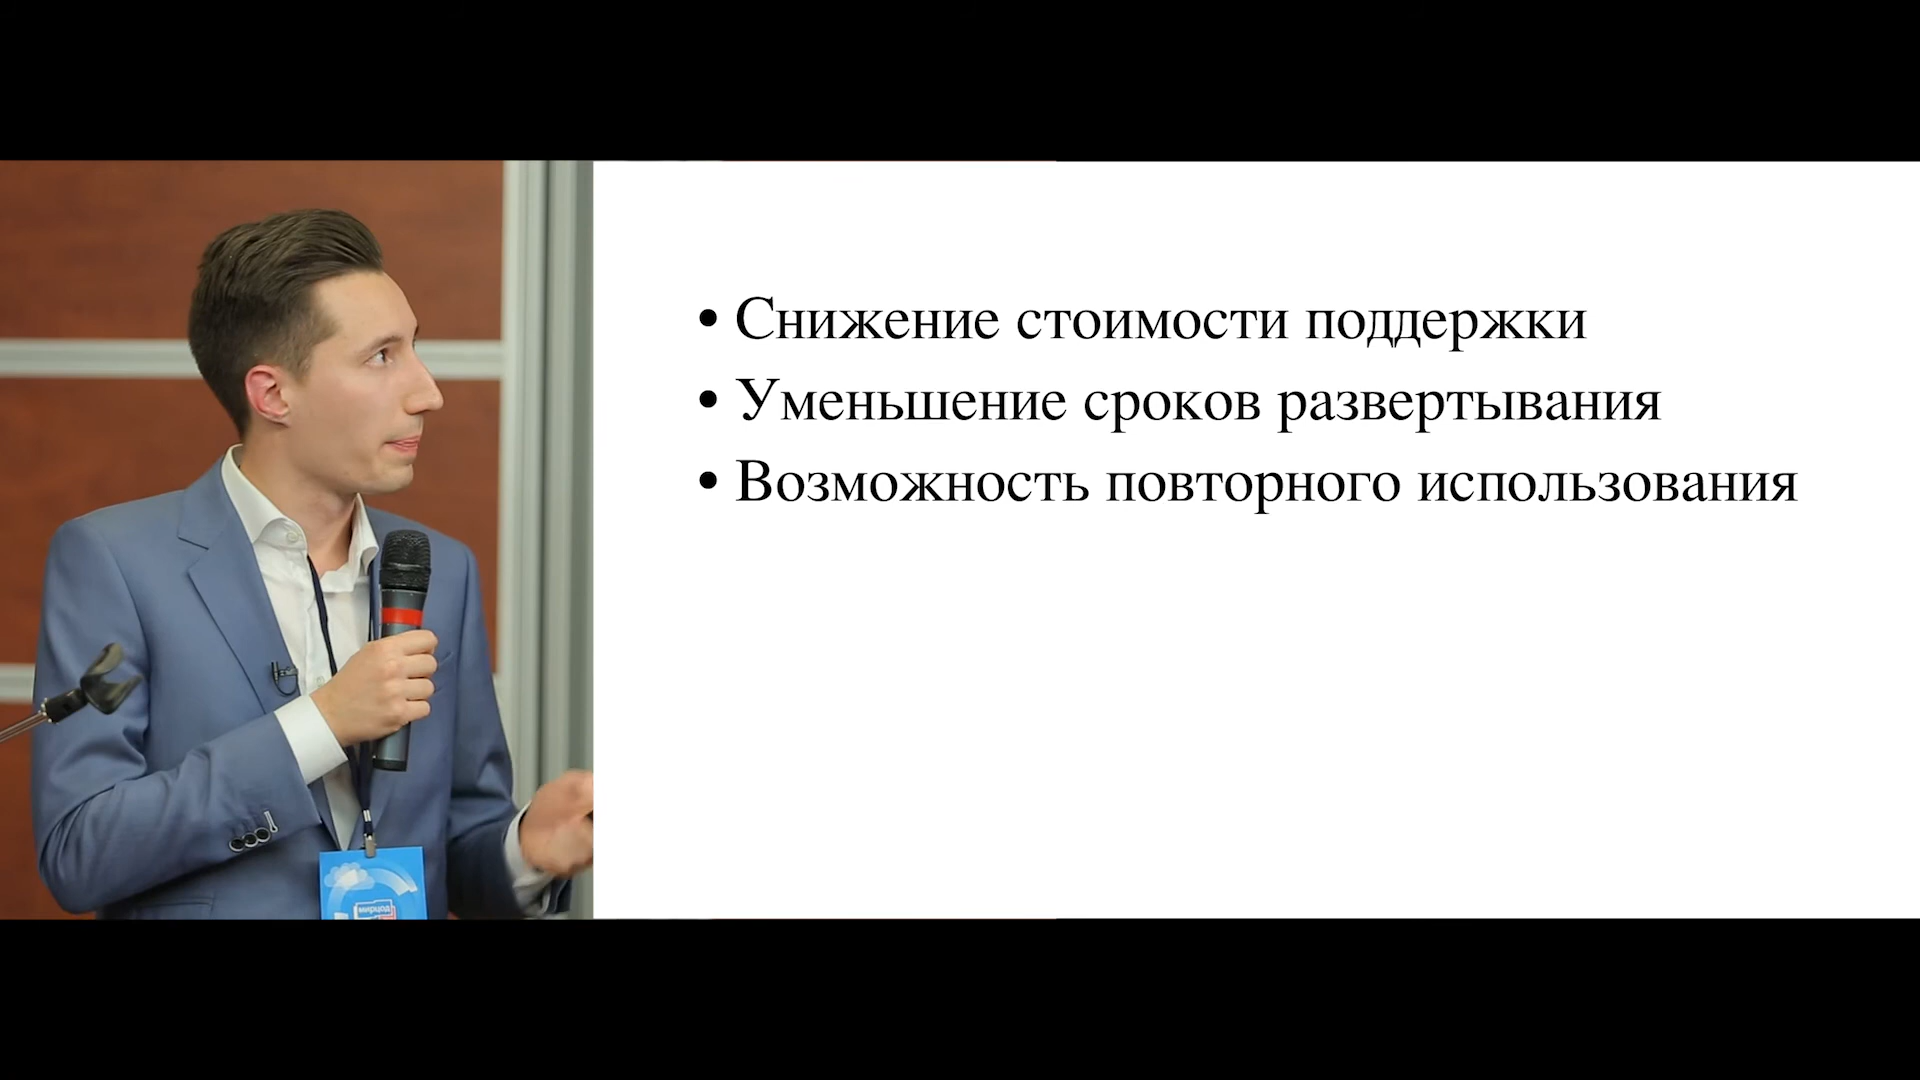 • Снижение стоимости поддержки
• Уменьшение сроков развертывания
• Возможность повторного использования